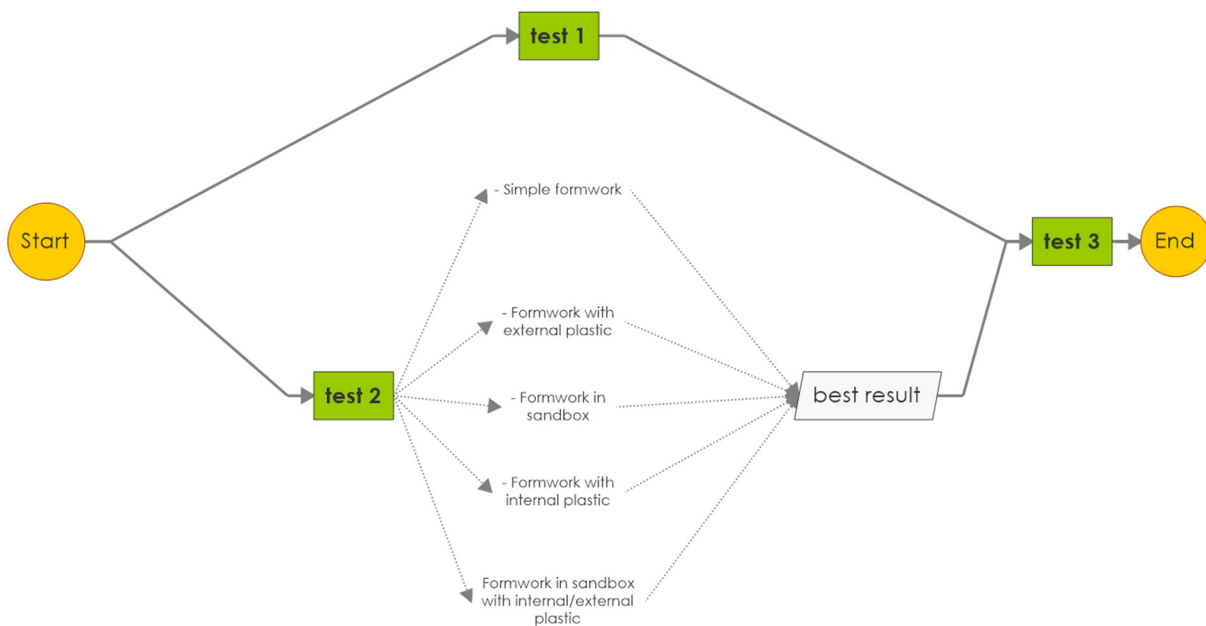 test 1
- Simple formwork
Start
test 3
End
- Formwork with
external plastic
test 2
- Formwork in
sandbox
best result
- Formwork with
internal plastic
Formwork in sandbox
with internal/external
plastic